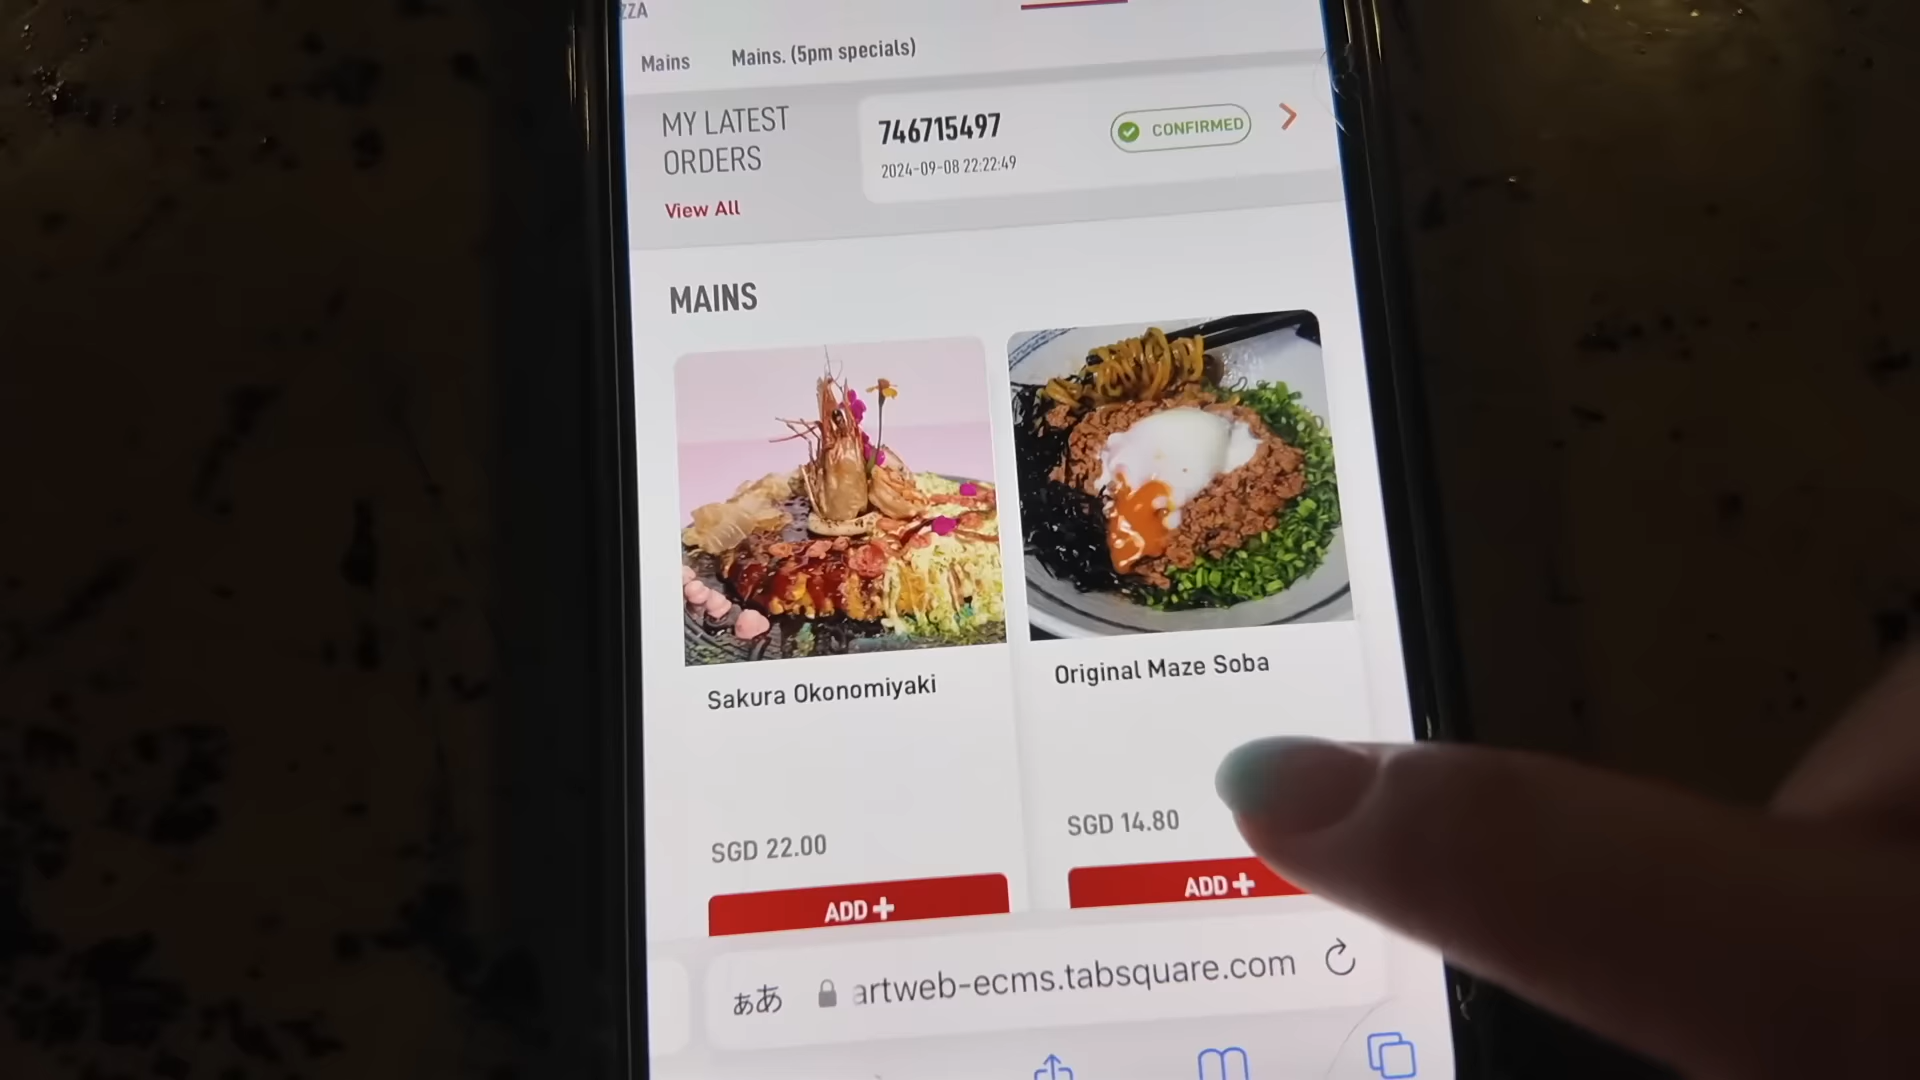 ZZA
Mains
Mains. (5pm specials)
MY LATEST
ORDERS
View All
746715497
2024-09-08 22:22:49
CONFIRMED
MAINS
Sakura Okonomiyaki
SGD 22.00
ADD+
Original Maze Soba
SGD 14.80
ADD+
ぁあ
artweb-ecms.tabsquare.com